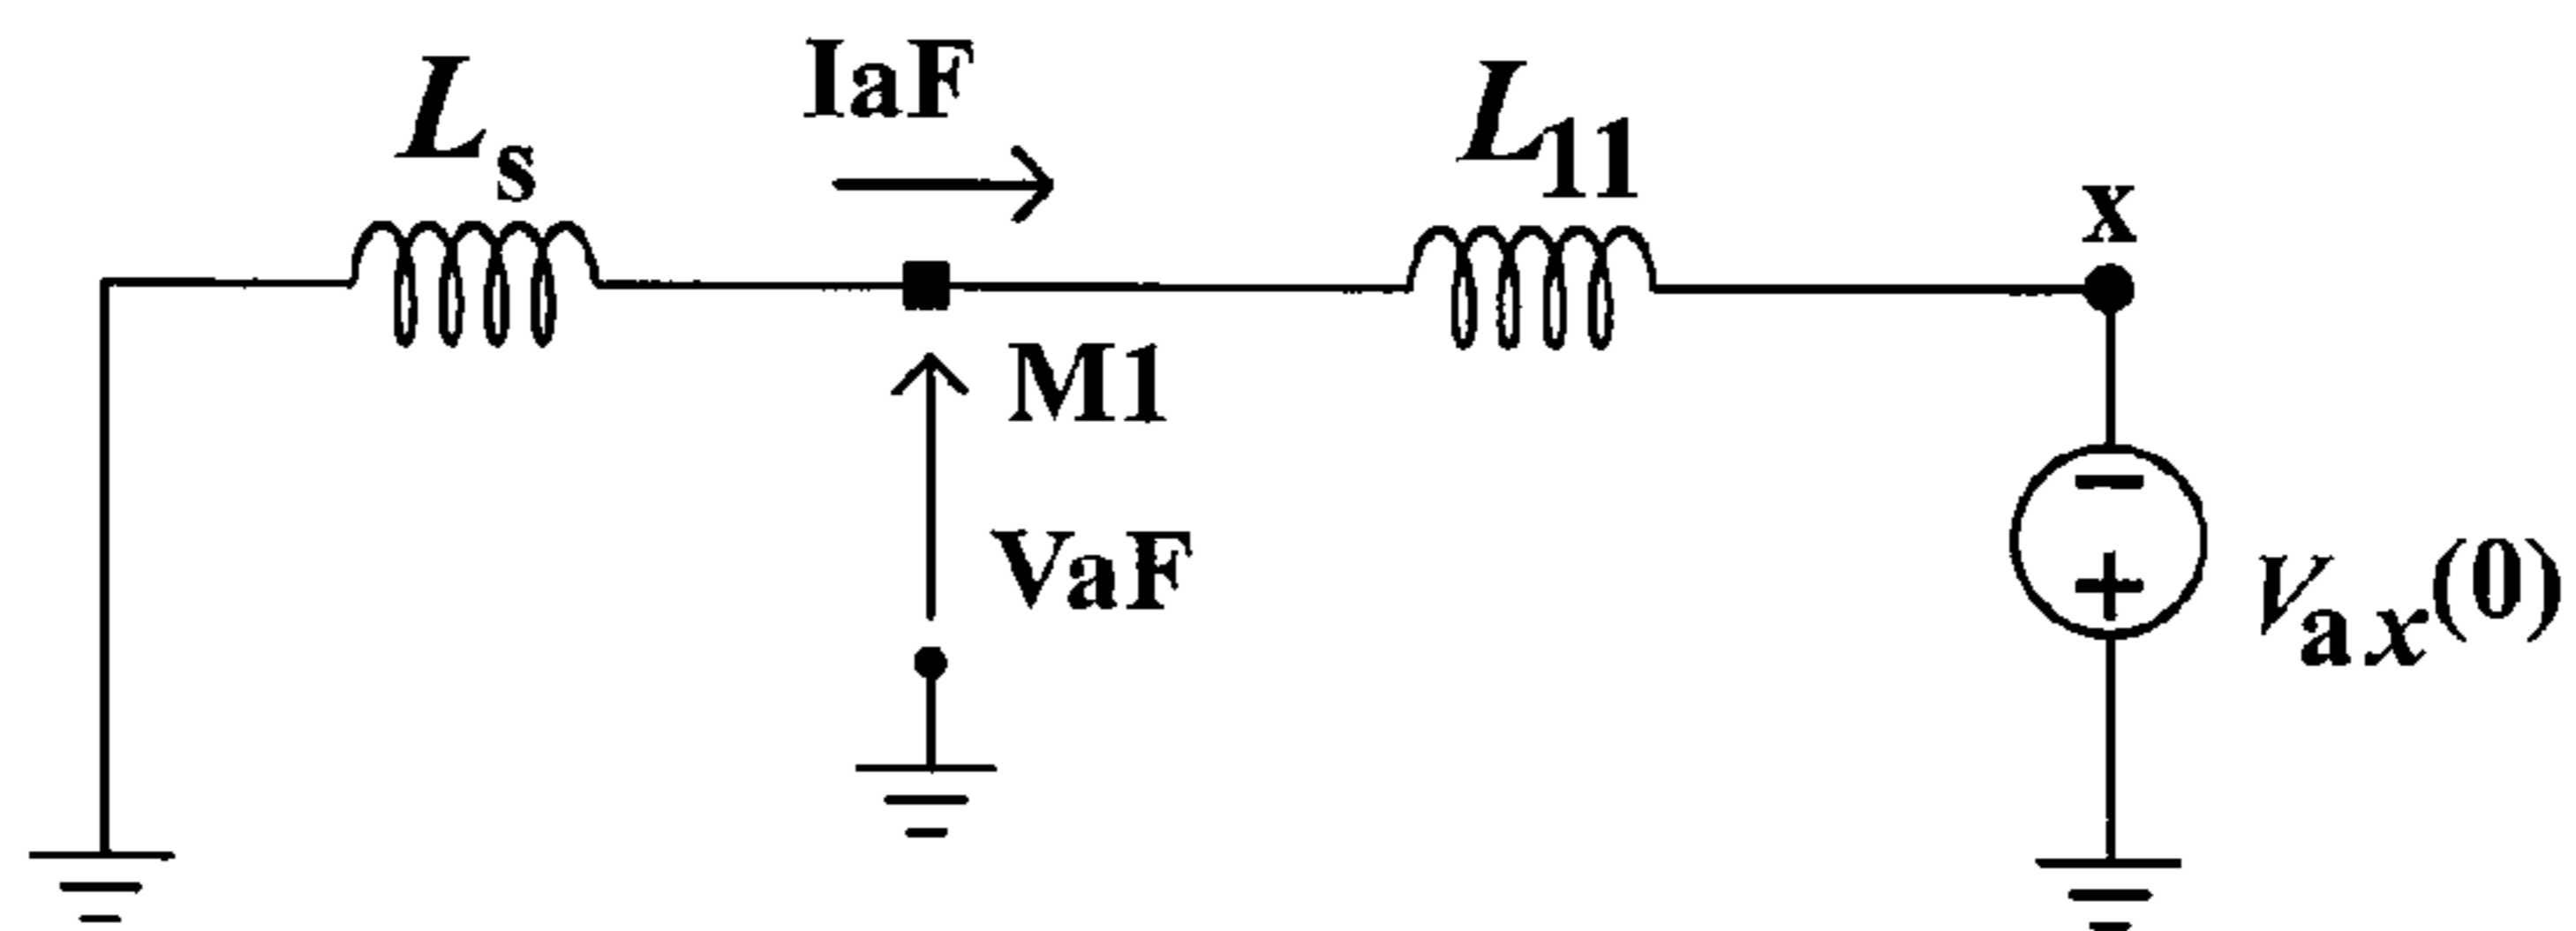 Ls
IaF
L11
x
M1
VaF
Vax(0)